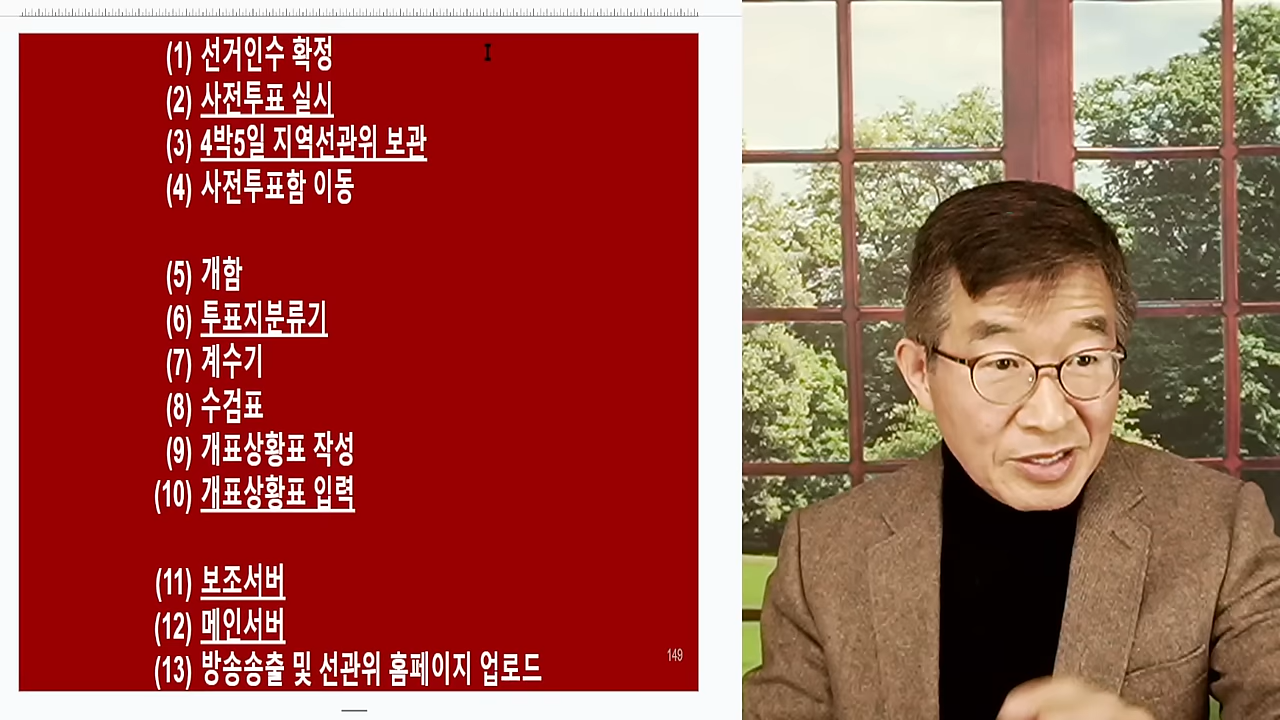 (1) 선거인수 확정
(2) 사전투표 실시
(3) 4박5일 지역선관위 보관
(4) 사전투표함 이동
(5) 개함
(6) 투표지분류기
(7) 계수기
(8) 수검표
(9) 개표상황표 작성
(10) 개표상황표 입력
(11) 보조서버
(12) 메인서버
(13) 방송송출 및 선관위 홈페이지 업로드
149